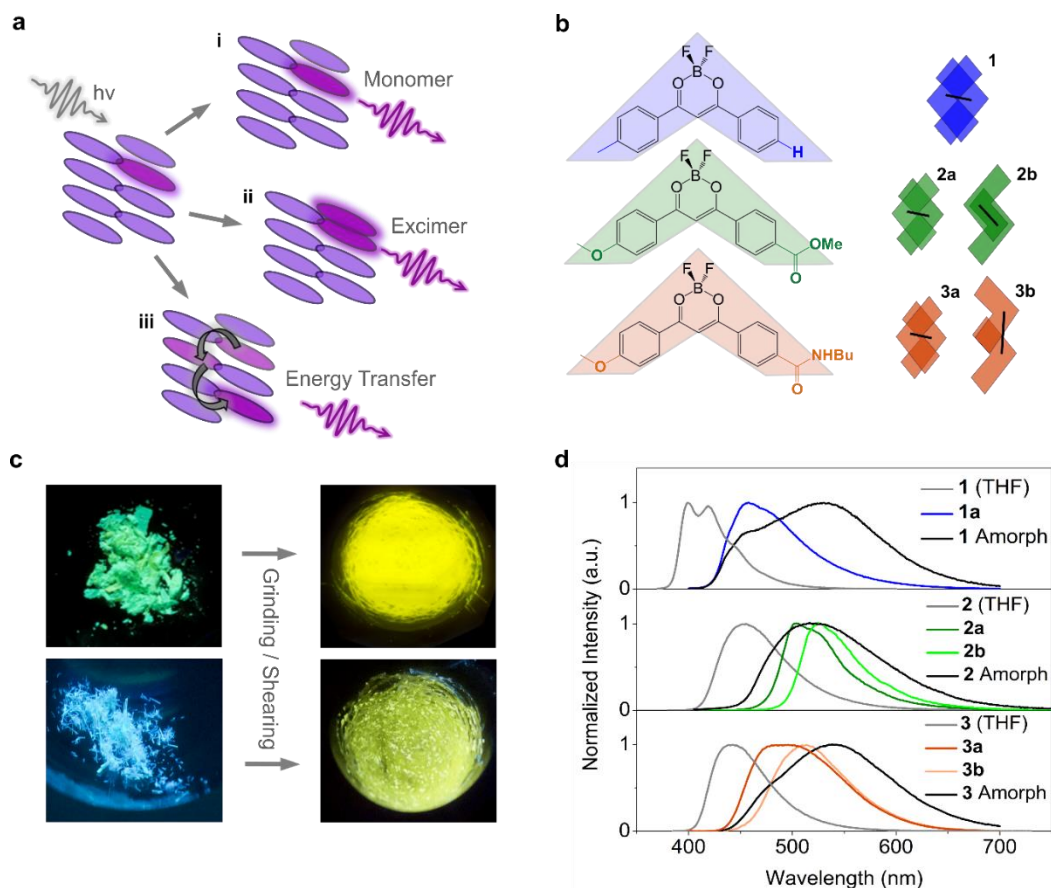 a
i
hv
Monomer
ii
Excimer
iii
Energy Transfer
b
F F
B
O O
H
1
F F
B
O O
O
OMe
O
2a
2b
F F
B
O O
O
NHBu
O
3a
3b
c
Grinding / Shearing
d
Normalized Intensity (a.u.)
1
0
1 (THF)
1a
1 Amorph
1
0
2 (THF)
2a
2b
2 Amorph
1
0
3 (THF)
3a
3b
3 Amorph
400 500 600 700
Wavelength (nm)